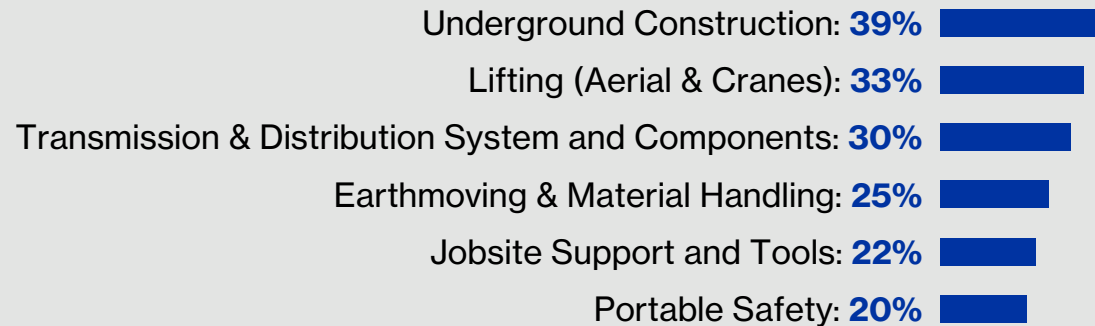 Underground Construction: 39%
Lifting (Aerial & Cranes): 33%
Transmission & Distribution System and Components: 30%
Earthmoving & Material Handling: 25%
Jobsite Support and Tools: 22%
Portable Safety: 20%